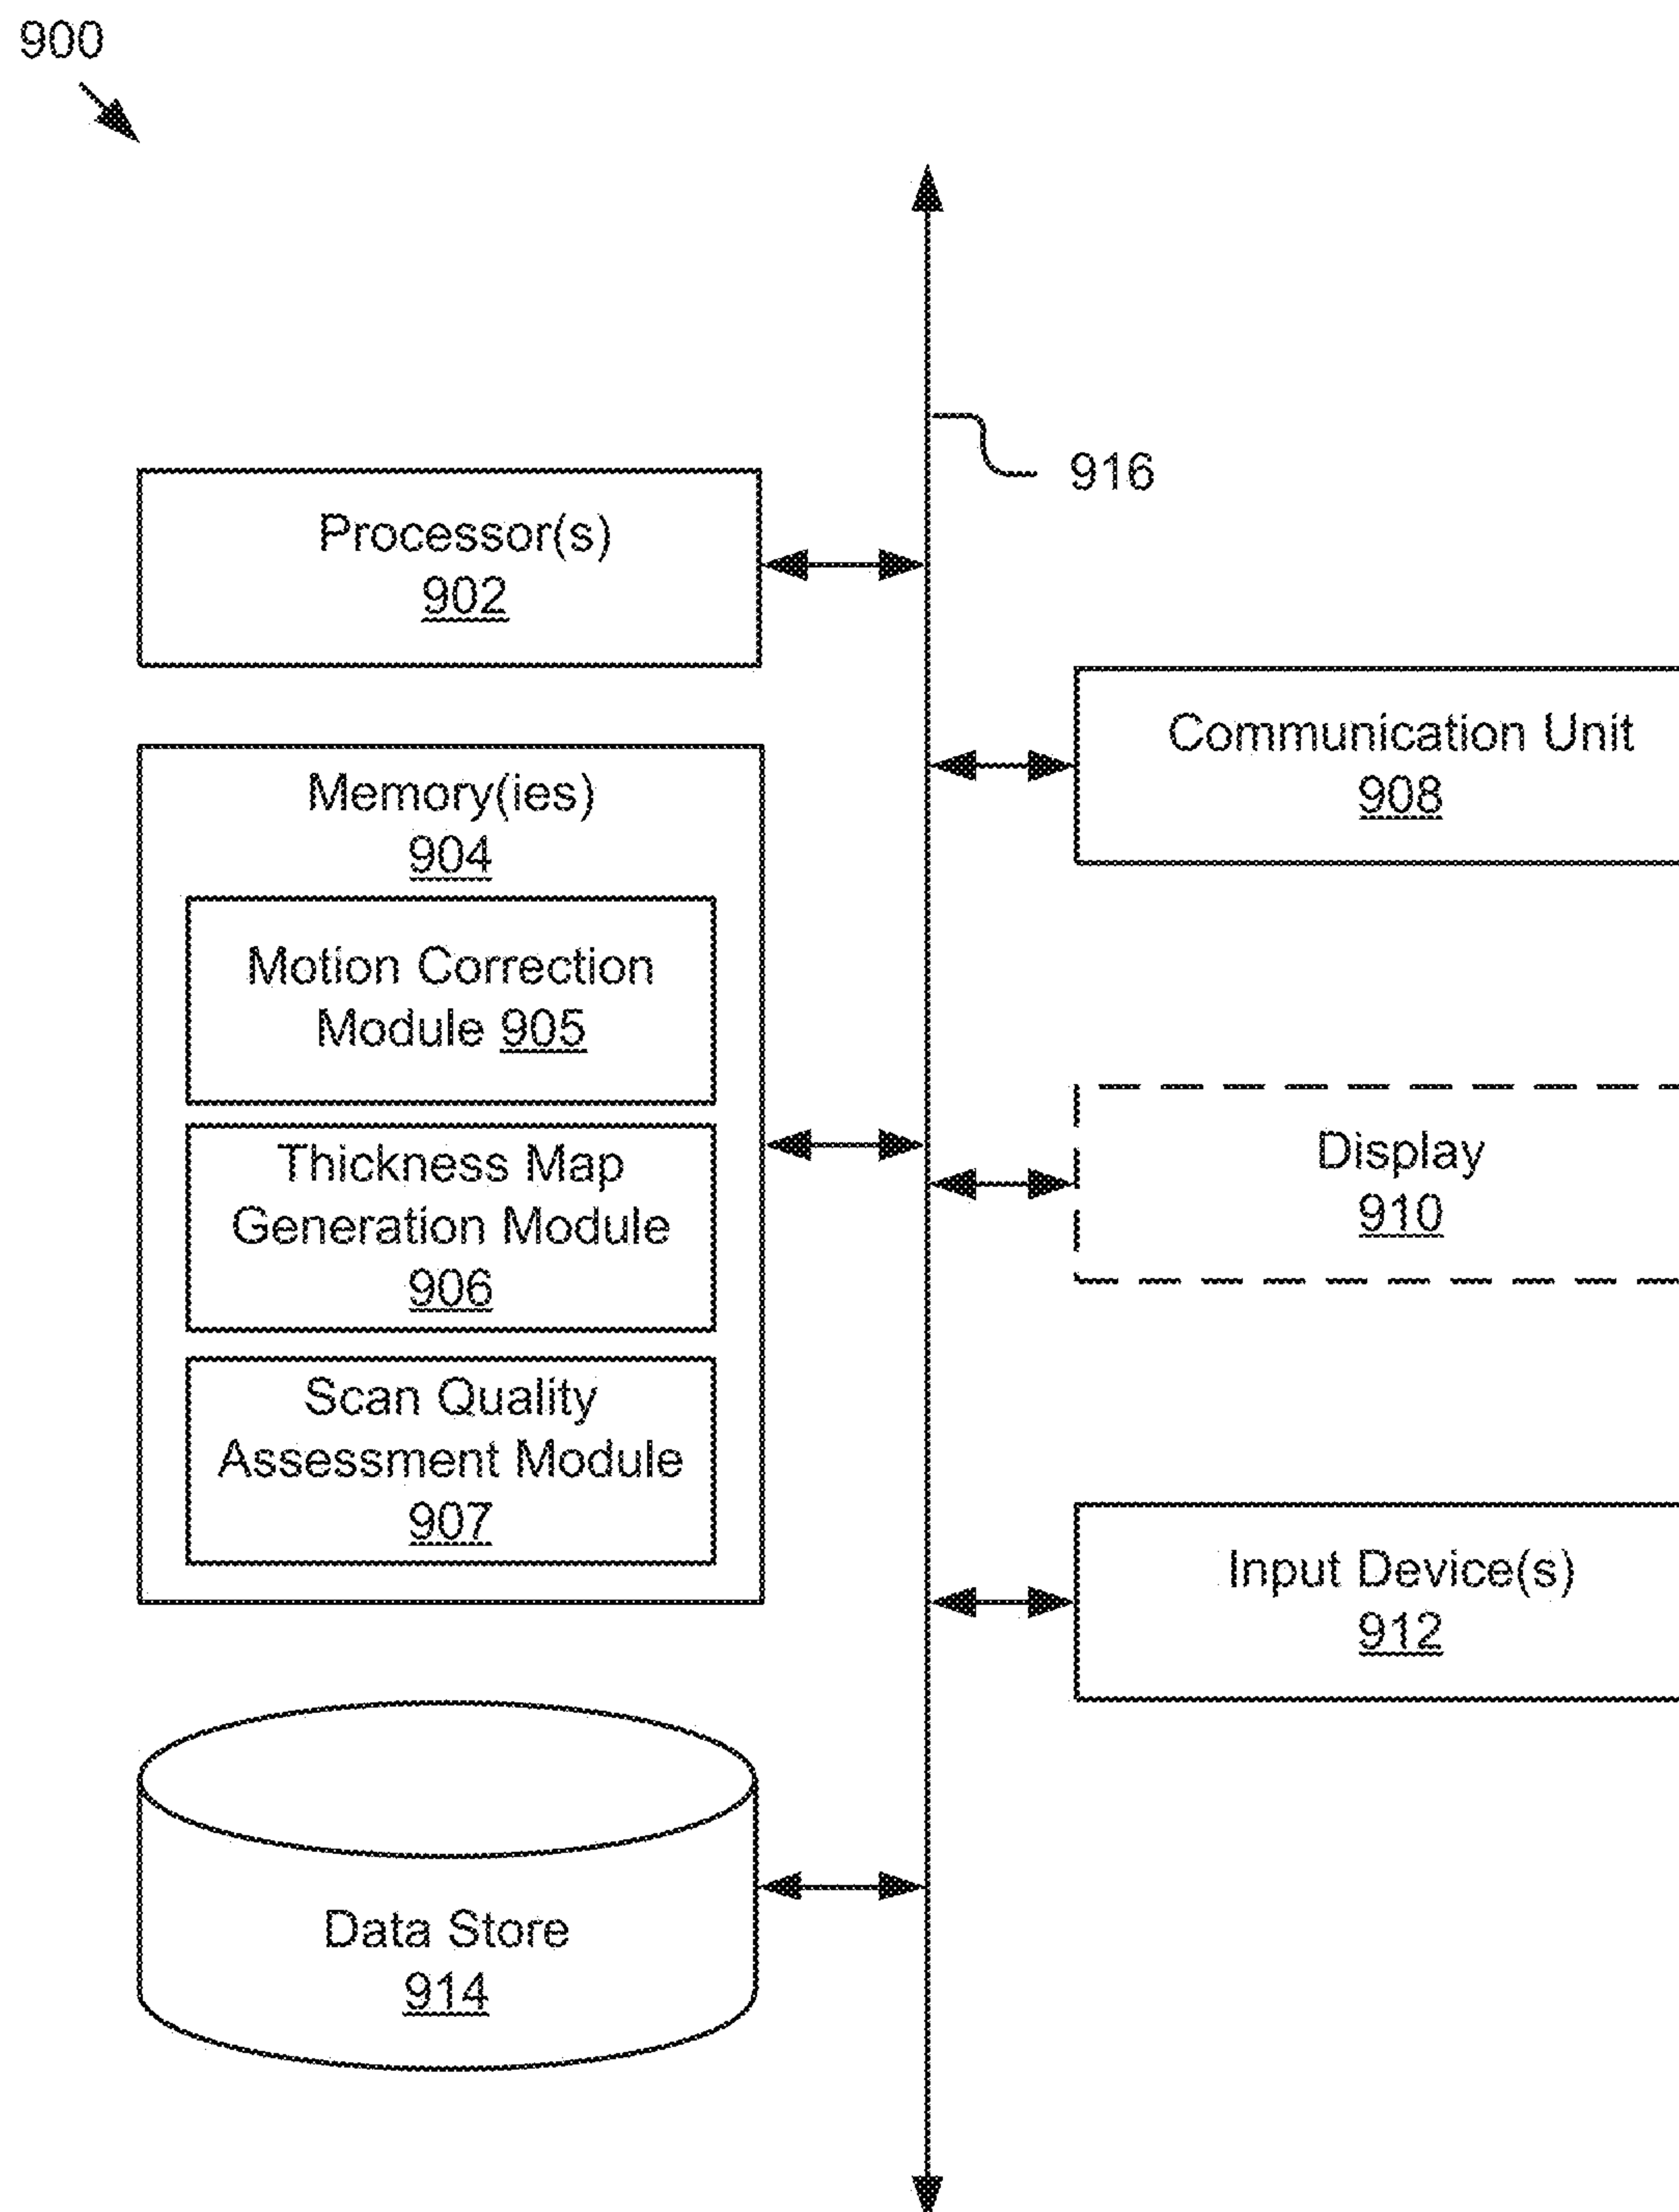 900
916
Processor(s)
902
Communication Unit
908
Memory(ies)
904
Motion Correction
Module 905
Thickness Map
Generation Module
906
Display
910
Scan Quality
Assessment Module
907
Input Device(s)
912
Data Store
914